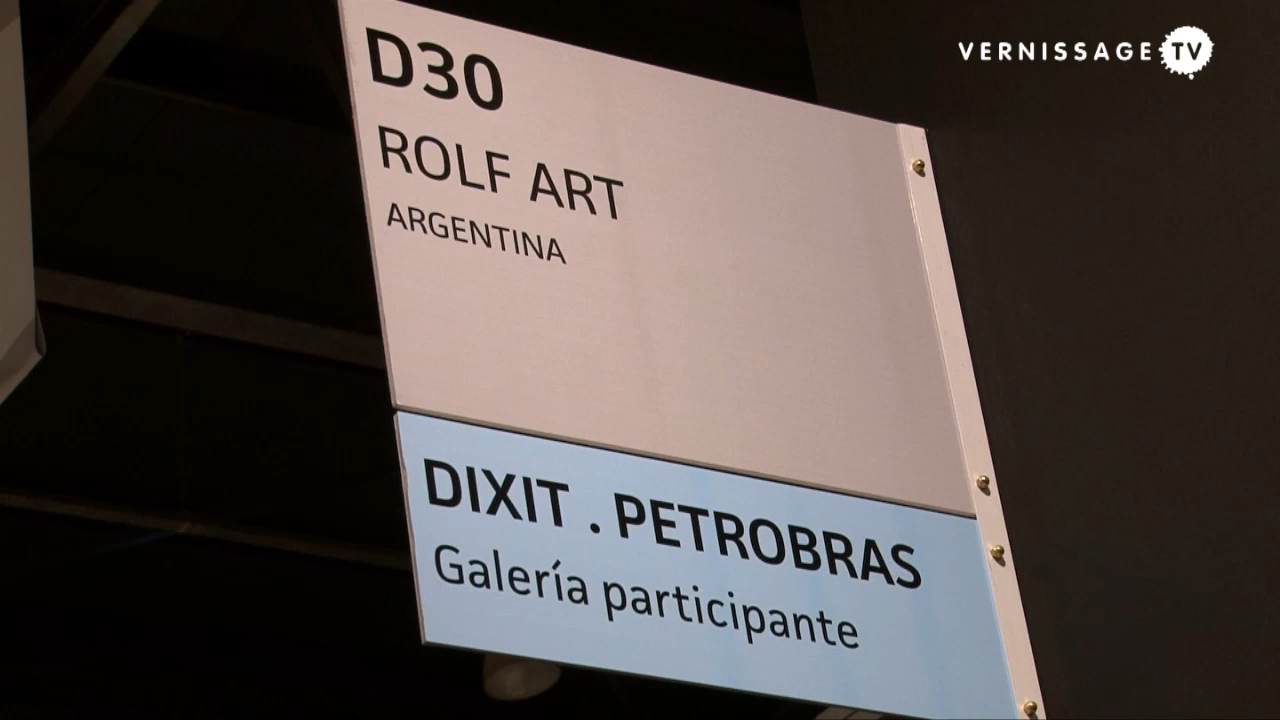 VERNISSAGE TV
D30
ROLF ART
ARGENTINA
DIXIT . PETROBRAS
Galería participante